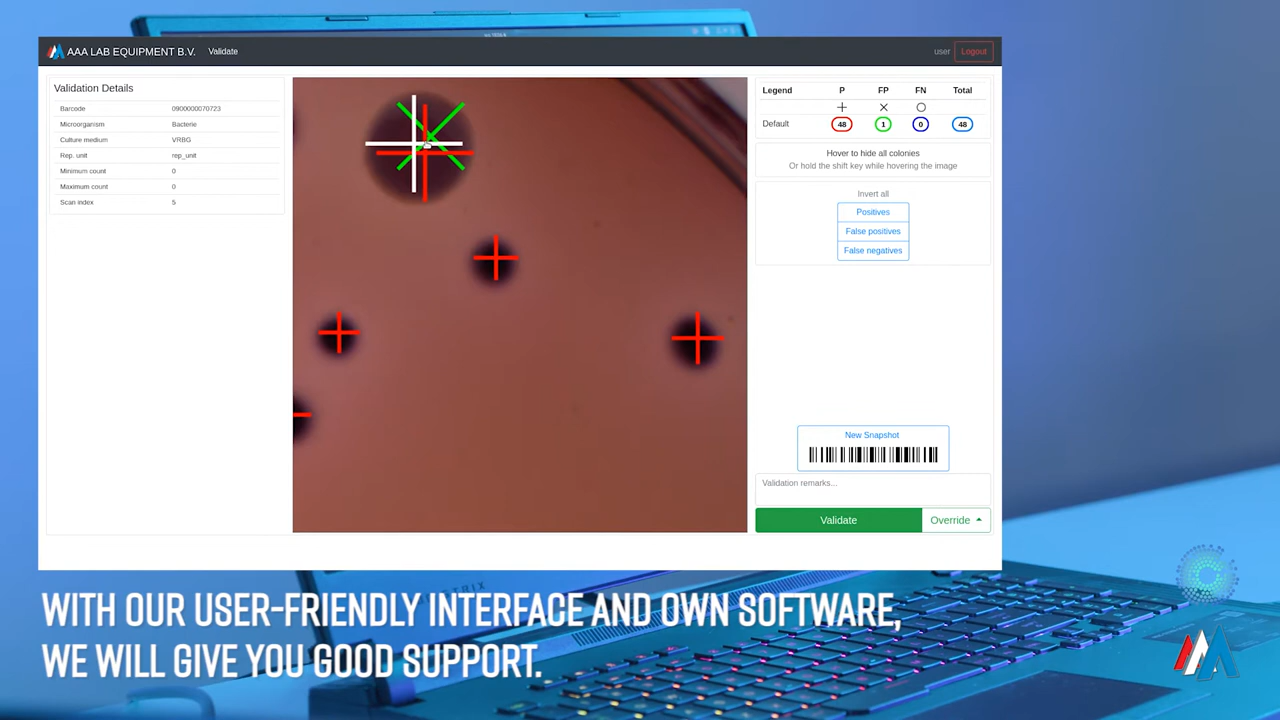 AAA LAB EQUIPMENT B.V. Validate user Logout
Validation Details
Barcode 0900000070723
Microorganism Bacterie
Culture medium VRBG
Rep. unit rep_unit
Minimum count 0
Maximum count 0
Scan index 5
Legend P FP FN Total
Default 48 1 0 48
Hover to hide all colonies
Or hold the shift key while hovering the image
Invert all
Positives
False positives
False negatives
New Snapshot
Validation remarks...
Validate Override
WITH OUR USER-FRIENDLY INTERFACE AND OWN SOFTWARE,
WE WILL GIVE YOU GOOD SUPPORT.